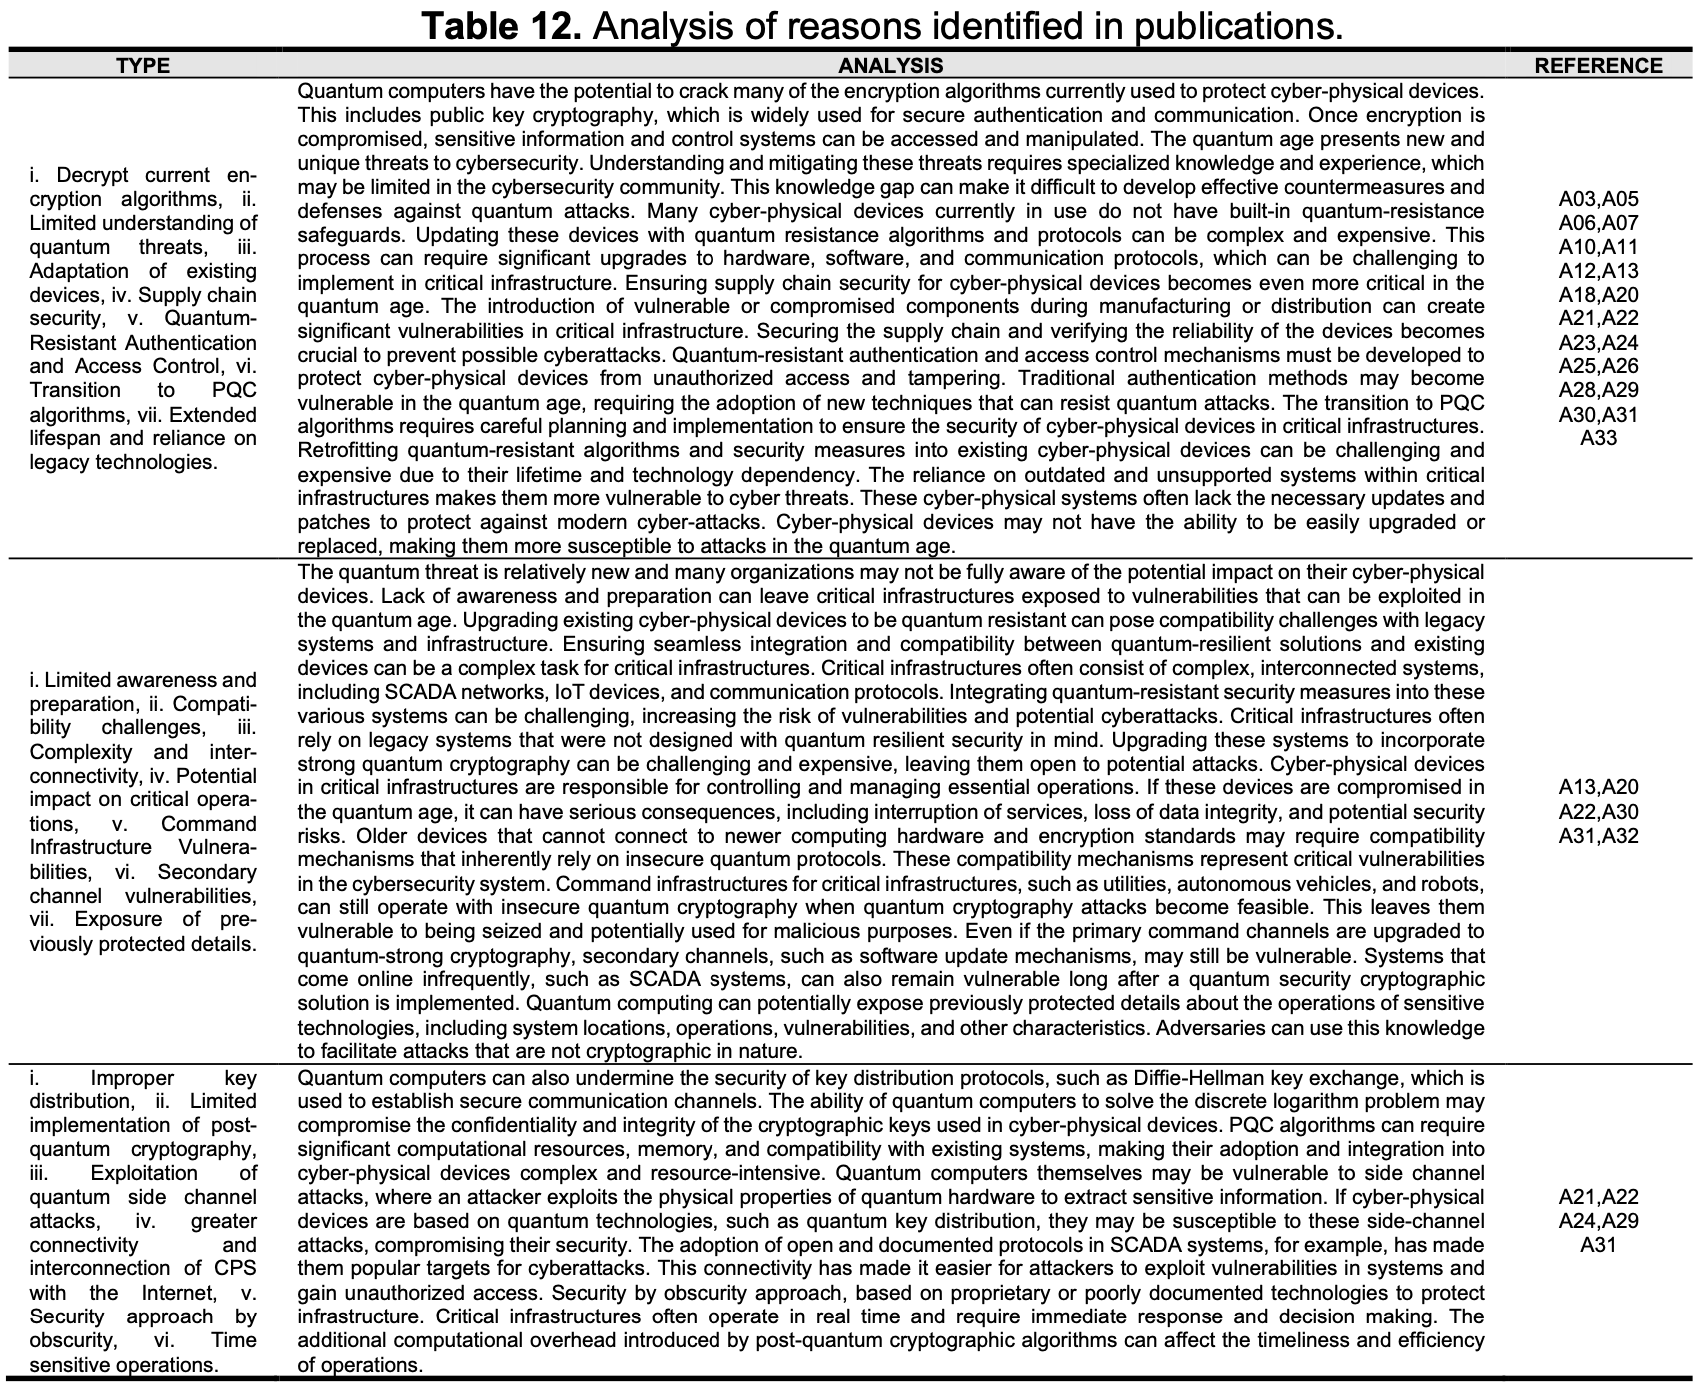 Table 12. Analysis of reasons identified in publications.
TYPE
ANALYSIS
REFERENCE
i. Decrypt current en-
cryption algorithms, ii.
Limited understanding of
quantum threats, iii.
Adaptation of existing
devices, iv. Supply chain
security, v. Quantum-
Resistant Authentication
and Access Control, vi.
Transition to PQC
algorithms, vii. Extended
lifespan and reliance on
legacy technologies.
Quantum computers have the potential to crack many of the encryption algorithms currently used to protect cyber-physical devices.
This includes public key cryptography, which is widely used for secure authentication and communication. Once encryption is
compromised, sensitive information and control systems can be accessed and manipulated. The quantum age presents new and
unique threats to cybersecurity. Understanding and mitigating these threats requires specialized knowledge and experience, which
may be limited in the cybersecurity community. This knowledge gap can make it difficult to develop effective countermeasures and
defenses against quantum attacks. Many cyber-physical devices currently in use do not have built-in quantum-resistance
safeguards. Updating these devices with quantum resistance algorithms and protocols can be complex and expensive. This
process can require significant upgrades to hardware, software, and communication protocols, which can be challenging to
implement in critical infrastructure. Ensuring supply chain security for cyber-physical devices becomes even more critical in the
quantum age. The introduction of vulnerable or compromised components during manufacturing or distribution can create
significant vulnerabilities in critical infrastructure. Securing the supply chain and verifying the reliability of the devices becomes
crucial to prevent possible cyberattacks. Quantum-resistant authentication and access control mechanisms must be developed to
protect cyber-physical devices from unauthorized access and tampering. Traditional authentication methods may become
vulnerable in the quantum age, requiring the adoption of new techniques that can resist quantum attacks. The transition to PQC
algorithms requires careful planning and implementation to ensure the security of cyber-physical devices in critical infrastructures.
Retrofitting quantum-resistant algorithms and security measures into existing cyber-physical devices can be challenging and
expensive due to their lifetime and technology dependency. The reliance on outdated and unsupported systems within critical
infrastructures makes them more vulnerable to cyber threats. These cyber-physical systems often lack the necessary updates and
patches to protect against modern cyber-attacks. Cyber-physical devices may not have the ability to be easily upgraded or
replaced, making them more susceptible to attacks in the quantum age.
A03,A05
A06,A07
A10,A11
A12,A13
A18,A20
A21,A22
A23,A24
A25,A26
A28,A29
A30,A31
A33
i. Limited awareness and
preparation, ii. Compati-
bility challenges, iii.
Complexity and inter-
connectivity, iv. Potential
impact on critical opera-
tions, v. Command
Infrastructure Vulnera-
bilities, vi. Secondary
channel vulnerabilities,
vii. Exposure of pre-
viously protected details.
The quantum threat is relatively new and many organizations may not be fully aware of the potential impact on their cyber-physical
devices. Lack of awareness and preparation can leave critical infrastructures exposed to vulnerabilities that can be exploited in
the quantum age. Upgrading existing cyber-physical devices to be quantum resistant can pose compatibility challenges with legacy
systems and infrastructure. Ensuring seamless integration and compatibility between quantum-resilient solutions and existing
devices can be a complex task for critical infrastructures. Critical infrastructures often consist of complex, interconnected systems,
including SCADA networks, IoT devices, and communication protocols. Integrating quantum-resistant security measures into these
various systems can be challenging, increasing the risk of vulnerabilities and potential cyberattacks. Critical infrastructures often
rely on legacy systems that were not designed with quantum resilient security in mind. Upgrading these systems to incorporate
strong quantum cryptography can be challenging and expensive, leaving them open to potential attacks. Cyber-physical devices
in critical infrastructures are responsible for controlling and managing essential operations. If these devices are compromised in
the quantum age, it can have serious consequences, including interruption of services, loss of data integrity, and potential security
risks. Older devices that cannot connect to newer computing hardware and encryption standards may require compatibility
mechanisms that inherently rely on insecure quantum protocols. These compatibility mechanisms represent critical vulnerabilities
in the cybersecurity system. Command infrastructures for critical infrastructures, such as utilities, autonomous vehicles, and robots,
can still operate with insecure quantum cryptography when quantum cryptography attacks become feasible. This leaves them
vulnerable to being seized and potentially used for malicious purposes. Even if the primary command channels are upgraded to
quantum-strong cryptography, secondary channels, such as software update mechanisms, may still be vulnerable. Systems that
come online infrequently, such as SCADA systems, can also remain vulnerable long after a quantum security cryptographic
solution is implemented. Quantum computing can potentially expose previously protected details about the operations of sensitive
technologies, including system locations, operations, vulnerabilities, and other characteristics. Adversaries can use this knowledge
to facilitate attacks that are not cryptographic in nature.
A13,A20
A22,A30
A31,A32
i. Improper key
distribution, ii. Limited
implementation of post-
quantum cryptography,
iii. Exploitation of
quantum side channel
attacks, iv. greater
connectivity and
interconnection of CPS
with the Internet, v.
Security approach by
obscurity, vi. Time
sensitive operations.
Quantum computers can also undermine the security of key distribution protocols, such as Diffie-Hellman key exchange, which is
used to establish secure communication channels. The ability of quantum computers to solve the discrete logarithm problem may
compromise the confidentiality and integrity of the cryptographic keys used in cyber-physical devices. PQC algorithms can require
significant computational resources, memory, and compatibility with existing systems, making their adoption and integration into
cyber-physical devices complex and resource-intensive. Quantum computers themselves may be vulnerable to side channel
attacks, where an attacker exploits the physical properties of quantum hardware to extract sensitive information. If cyber-physical
devices are based on quantum technologies, such as quantum key distribution, they may be susceptible to these side-channel
attacks, compromising their security. The adoption of open and documented protocols in SCADA systems, for example, has made
them popular targets for cyberattacks. This connectivity has made it easier for attackers to exploit vulnerabilities in systems and
gain unauthorized access. Security by obscurity approach, based on proprietary or poorly documented technologies to protect
infrastructure. Critical infrastructures often operate in real time and require immediate response and decision making. The
additional computational overhead introduced by post-quantum cryptographic algorithms can affect the timeliness and efficiency
of operations.
A21,A22
A24,A29
A31